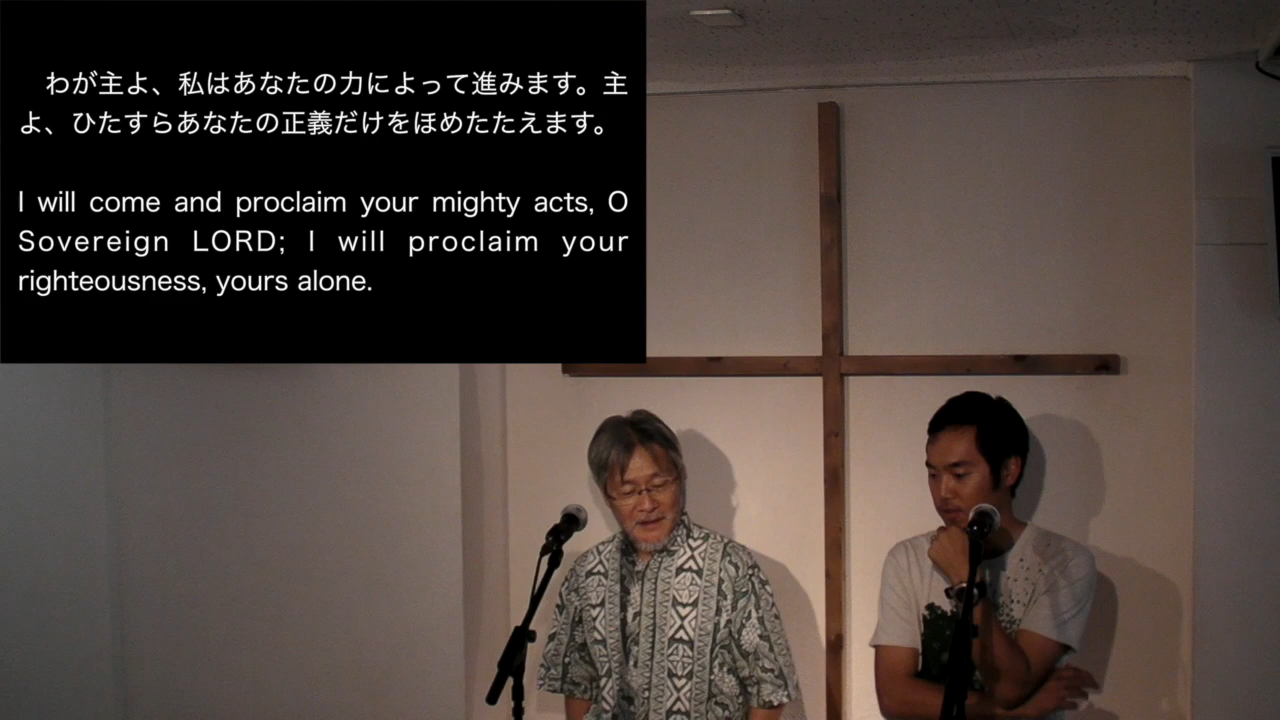 わが主よ、私はあなたの力によって進みます。主
よ、ひたすらあなたの正義だけをほめたたえます。
I will come and proclaim your mighty acts, O
Sovereign LORD; I will proclaim your
righteousness, yours alone.